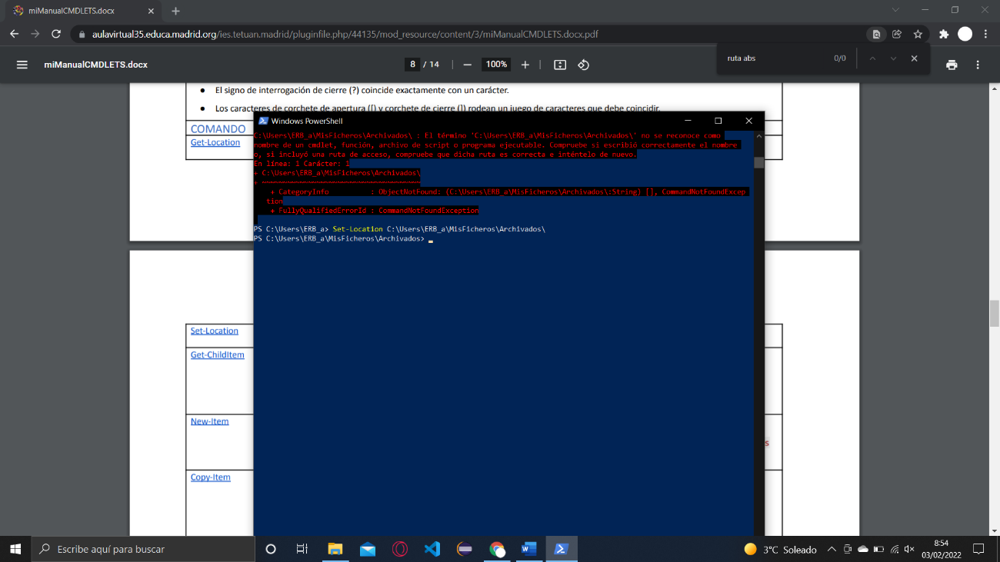 miManualCMDLETS.docx
aulavirtual35.educa.madrid.org/ies.tetuan.madrid/pluginfile.php/44135/mod_resource/content/3/miManualCMDLETS.docx.pdf
miManualCMDLETS.docx
8 / 14
100%
ruta abs
0/0
El signo de interrogación de cierre (?) coincide exactamente con un carácter.
Los caracteres de corchete de apertura ([) y corchete de cierre (]) rodean un juego de caracteres que debe coincidir.
COMANDO
Get-Location
Windows PowerShell
C:\Users\ERB_a\MisFicheros\Archivados\ : El término 'C:\Users\ERB_a\MisFicheros\Archivados\' no se reconoce como
nombre de un cmdlet, función, archivo de script o programa ejecutable. Compruebe si escribió correctamente el nombre
o, si incluyó una ruta de acceso, compruebe que dicha ruta es correcta e inténtelo de nuevo.
En línea: 1 Carácter: 1
+ C:\Users\ERB_a\MisFicheros\Archivados\
+ ~~~~~~~~~~~~~~~~~~~~~~~~~~~~~~~~~~~~~~
+ CategoryInfo : ObjectNotFound: (C:\Users\ERB_a\MisFicheros\Archivados\:String) [], CommandNotFoundExcep
tion
+ FullyQualifiedErrorId : CommandNotFoundException
PS C:\Users\ERB_a> Set-Location C:\Users\ERB_a\MisFicheros\Archivados\
PS C:\Users\ERB_a\MisFicheros\Archivados>
Set-Location
Get-ChildItem
New-Item
s
Copy-Item
Escribe aquí para buscar
3°C Soleado
8:54
03/02/2022